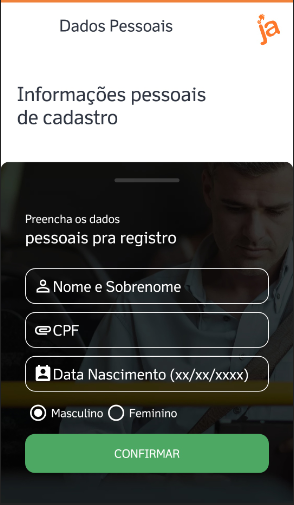 Dados Pessoais
ja
Informações pessoais
de cadastro
Preencha os dados
pessoais pra registro
Nome e Sobrenome
CPF
Data Nascimento (xx/xx/xxxx)
Masculino Feminino
CONFIRMAR